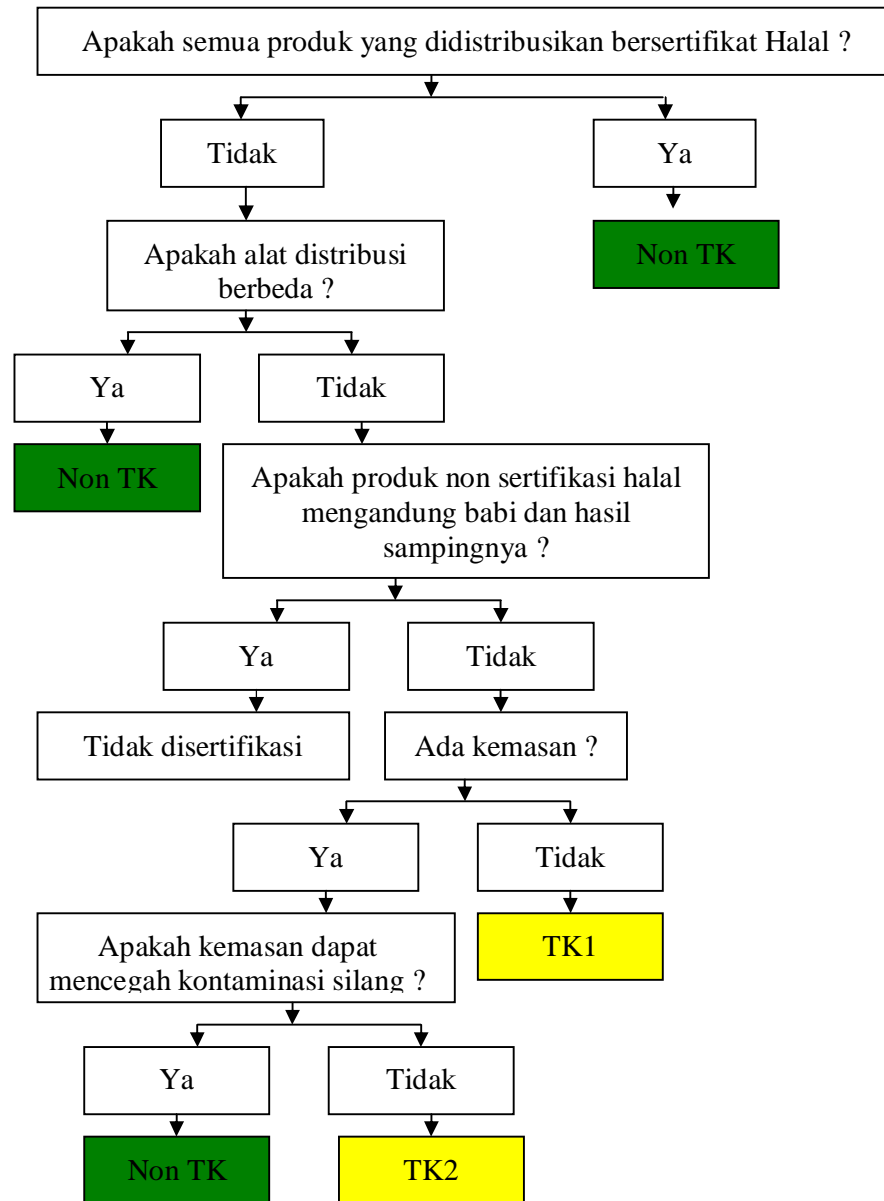 Apakah semua produk yang didistribusikan bersertifikat Halal ?
Tidak
Ya
Apakah alat distribusi
berbeda ?
Non TK
Ya
Tidak
Non TK
Apakah produk non sertifikasi halal
mengandung babi dan hasil
sampingnya ?
Ya
Tidak
Tidak disertifikasi
Ada kemasan ?
Ya
Tidak
Apakah kemasan dapat
mencegah kontaminasi silang ?
TK1
Ya
Tidak
Non TK
TK2